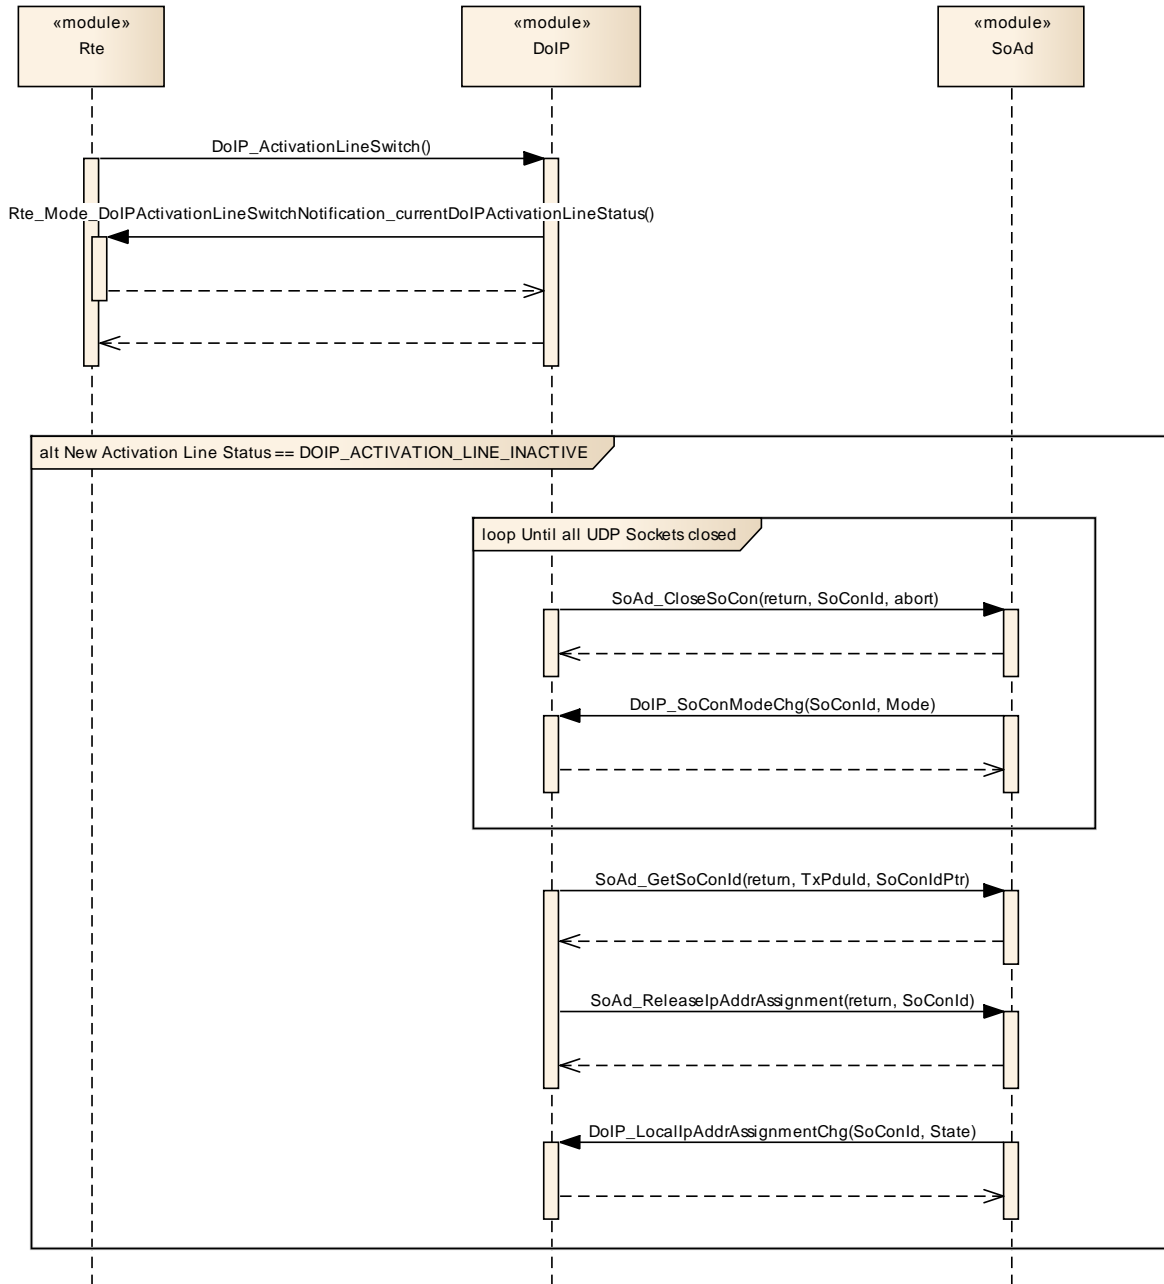 «module»
Rte
«module»
DoIP
«module»
SoAd
DoIP_ActivationLineSwitch()
Rte_Mode_DoIPActivationLineSwitchNotification_currentDoIPActivationLineStatus()
alt New Activation Line Status == DOIP_ACTIVATION_LINE_INACTIVE
loop Until all UDP Sockets closed
SoAd_CloseSoCon(return, SoConId, abort)
DoIP_SoConModeChg(SoConId, Mode)
SoAd_GetSoConId(return, TxPduId, SoConIdPtr)
SoAd_ReleaseIpAddrAssignment(return, SoConId)
DoIP_LocalIpAddrAssignmentChg(SoConId, State)